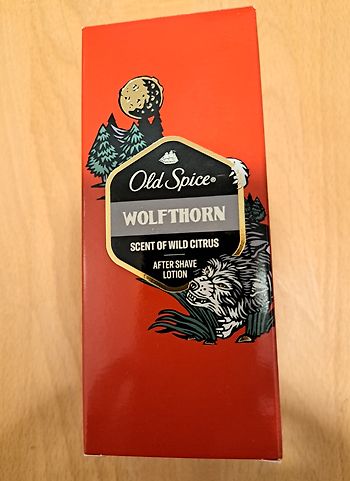 Old Spice®
WOLFTHORN
SCENT OF WILD CITRUS
AFTER SHAVE
LOTION